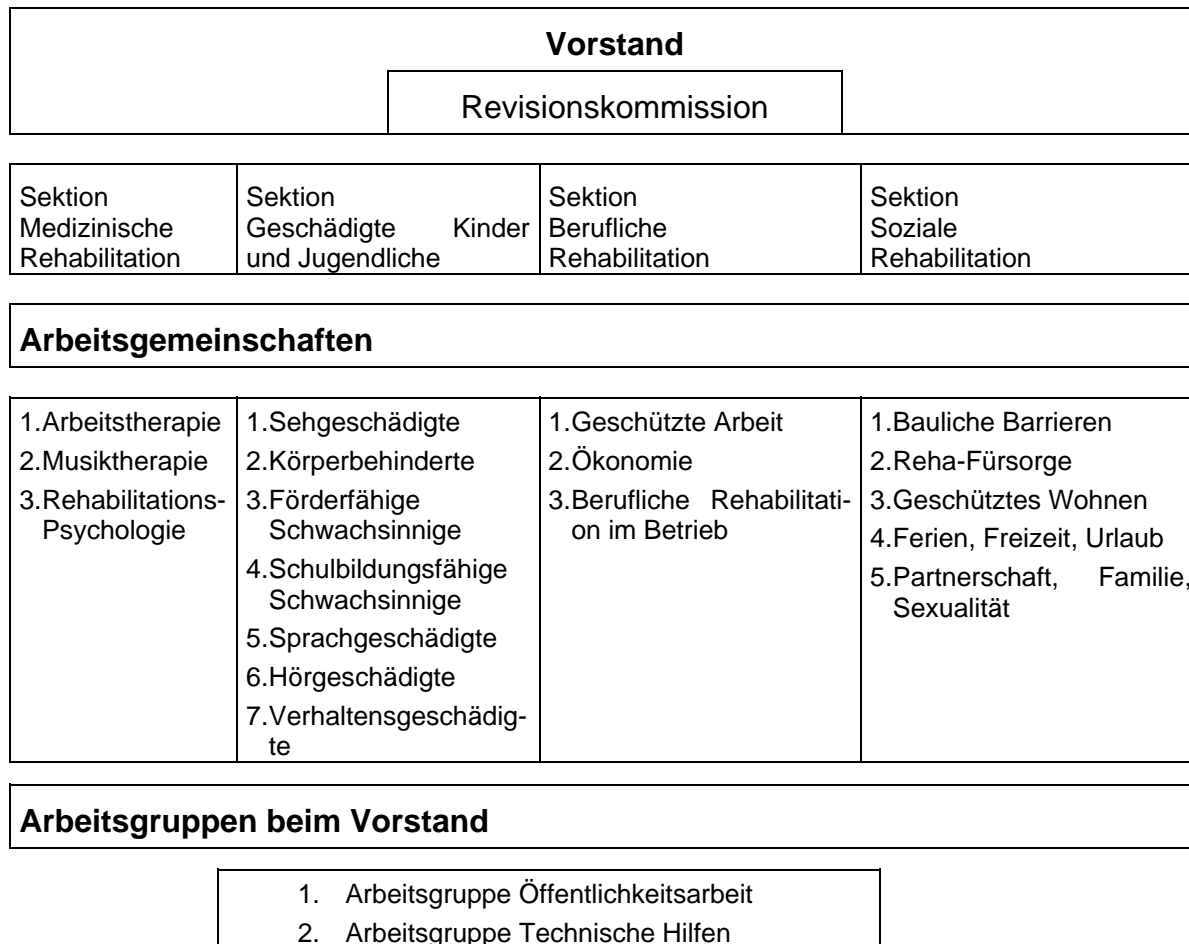 Vorstand
Revisionskommission
Sektion
Medizinische
Rehabilitation
Sektion
Geschädigte Kinder
und Jugendliche
Sektion
Berufliche
Rehabilitation
Sektion
Soziale
Rehabilitation
Arbeitsgemeinschaften
1.Arbeitstherapie
2.Musiktherapie
3.Rehabilitations-
Psychologie
1.Sehgeschädigte
2.Körperbehinderte
3.Förderfähige
Schwachsinnige
4.Schulbildungsfähige
Schwachsinnige
5.Sprachgeschädigte
6.Hörgeschädigte
7.Verhaltensgeschädig-
te
1.Geschützte Arbeit
2.Ökonomie
3.Berufliche Rehabilitati-
on im Betrieb
1.Bauliche Barrieren
2.Reha-Fürsorge
3.Geschütztes Wohnen
4.Ferien, Freizeit, Urlaub
5.Partnerschaft, Familie,
Sexualität
Arbeitsgruppen beim Vorstand
1. Arbeitsgruppe Öffentlichkeitsarbeit
2. Arbeitsgruppe Technische Hilfen